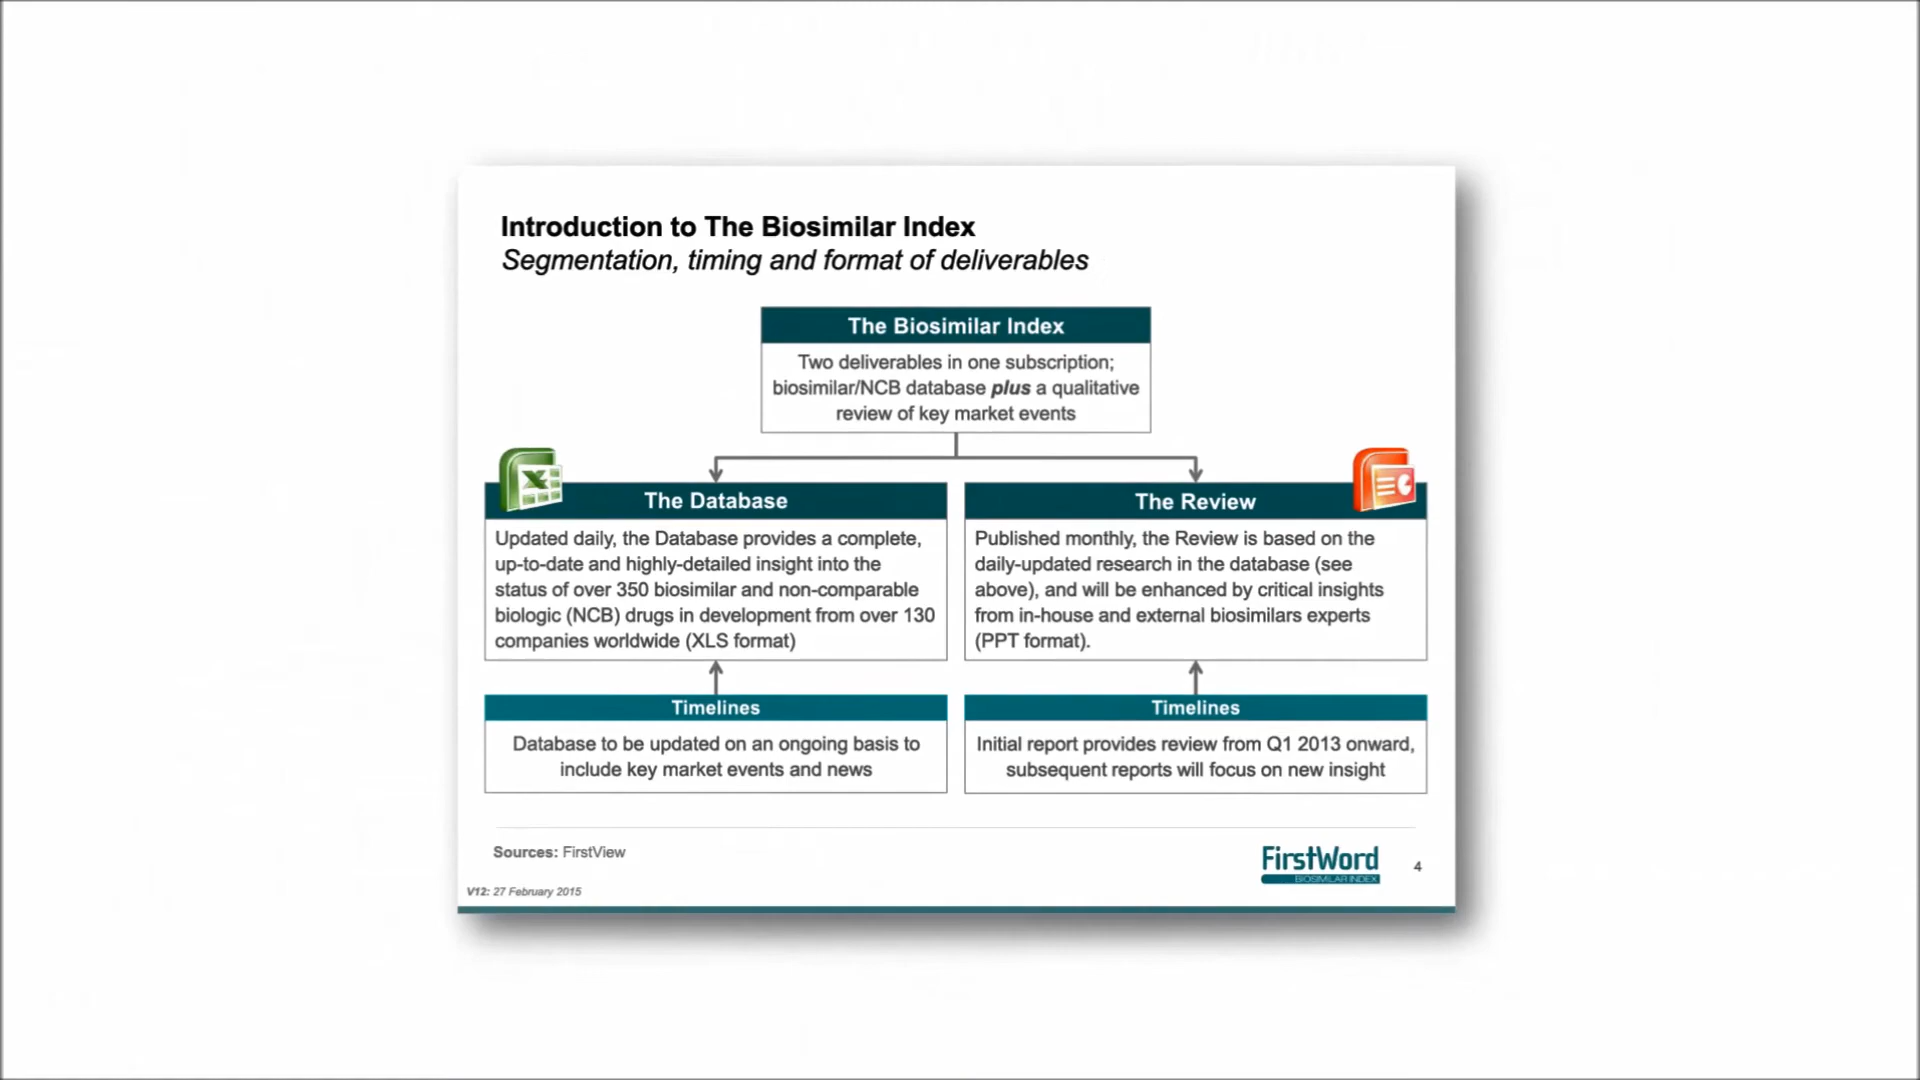 Introduction to The Biosimilar Index
Segmentation, timing and format of deliverables
The Biosimilar Index
Two deliverables in one subscription;
biosimilar/NCB database plus a qualitative
review of key market events
The Database
Updated daily, the Database provides a complete,
up-to-date and highly-detailed insight into the
status of over 350 biosimilar and non-comparable
biologic (NCB) drugs in development from over 130
companies worldwide (XLS format)
The Review
Published monthly, the Review is based on the
daily-updated research in the database (see
above), and will be enhanced by critical insights
from in-house and external biosimilars experts
(PPT format).
Timelines
Database to be updated on an ongoing basis to
include key market events and news
Timelines
Initial report provides review from Q1 2013 onward,
subsequent reports will focus on new insight
Sources: FirstView
FirstWord
BIOSIMILAR INDEX
4
V12: 27 February 2015